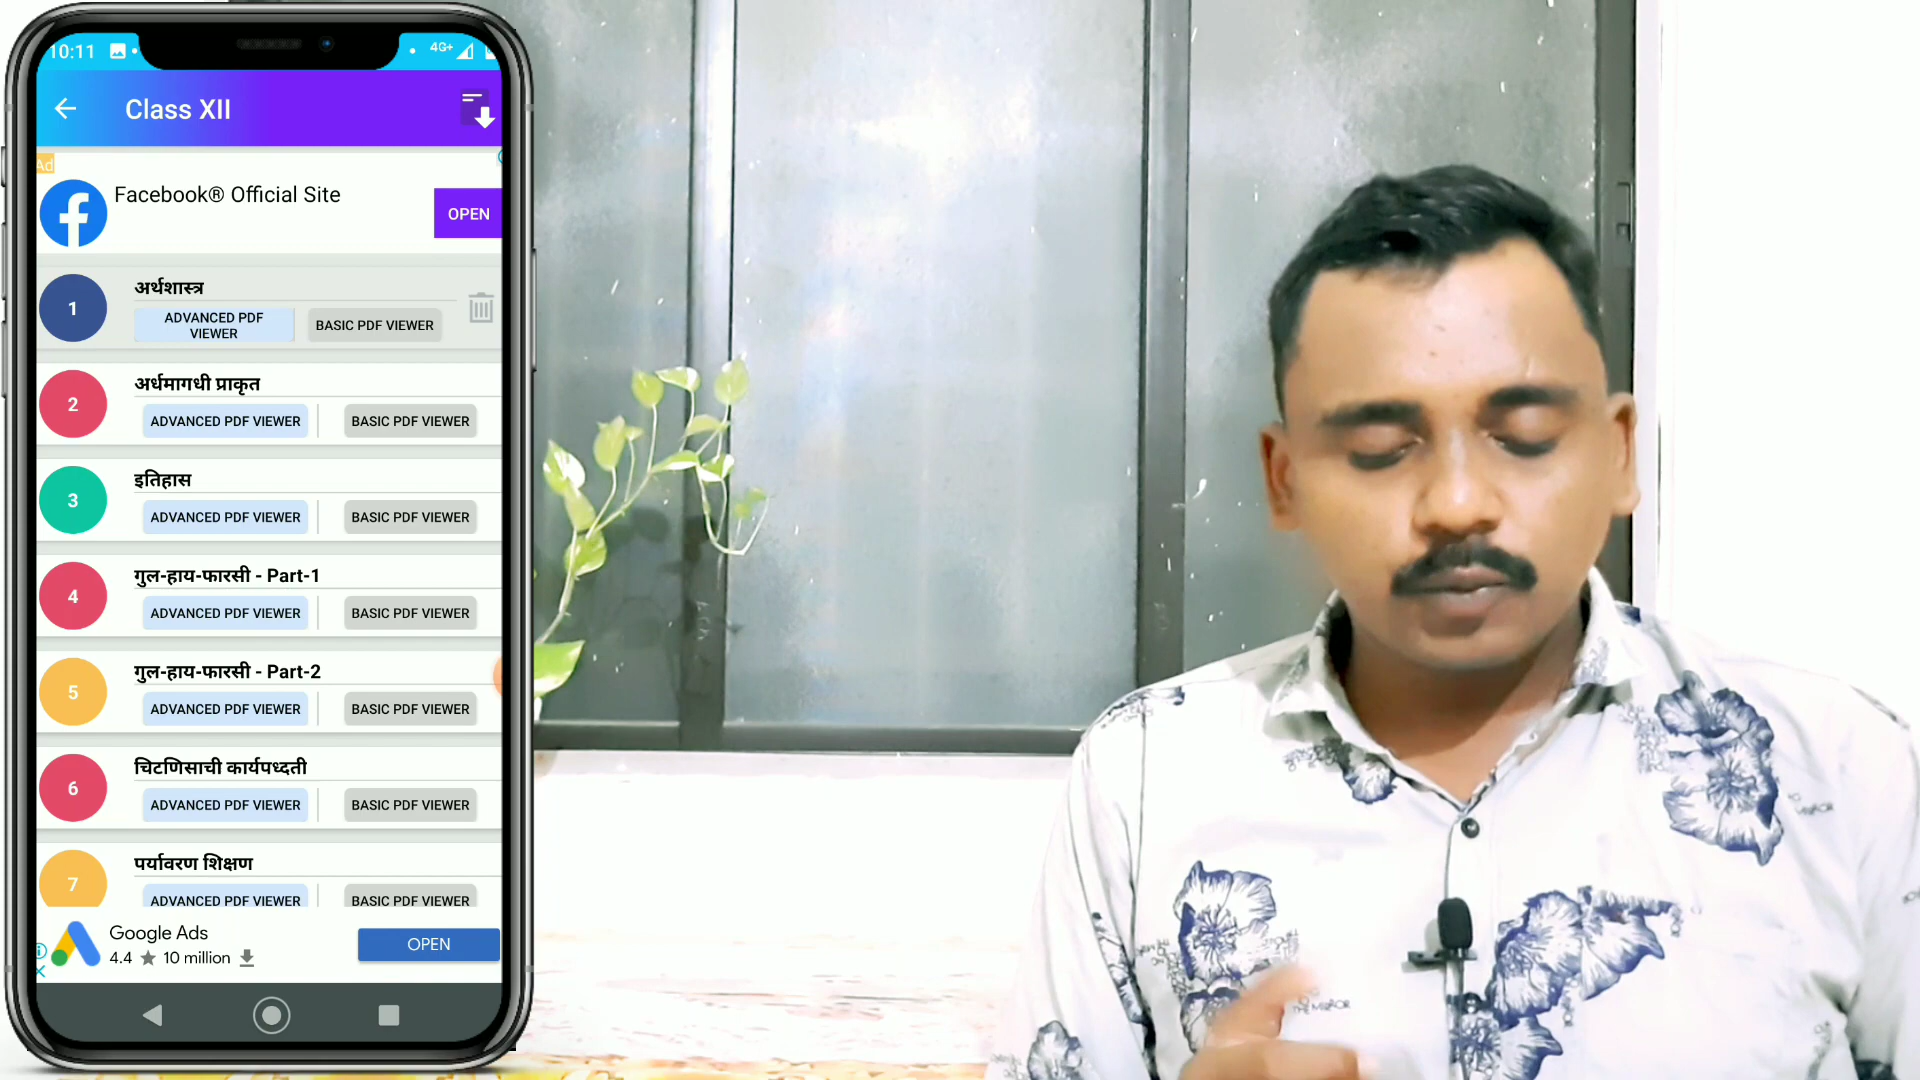 10:11
4G+
Class XII
Ad
Facebook® Official Site
OPEN
1
अर्थशास्त्र
ADVANCED PDF
VIEWER
BASIC PDF VIEWER
2
अर्धमागधी प्राकृत
ADVANCED PDF VIEWER
BASIC PDF VIEWER
3
इतिहास
ADVANCED PDF VIEWER
BASIC PDF VIEWER
4
गुल-हाय-फारसी - Part-1
ADVANCED PDF VIEWER
BASIC PDF VIEWER
5
गुल-हाय-फारसी - Part-2
ADVANCED PDF VIEWER
BASIC PDF VIEWER
6
चिटणिसाची कार्यपध्दती
ADVANCED PDF VIEWER
BASIC PDF VIEWER
7
पर्यावरण शिक्षण
ADVANCED PDF VIEWER
BASIC PDF VIEWER
Google Ads
4.4 ★ 10 million
OPEN